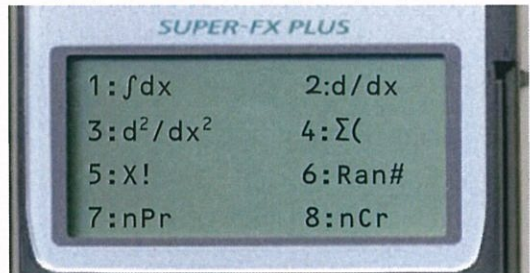 SUPER-FX PLUS
1:∫dx 2:d/dx
3:d²/dx² 4:Σ(
5:X! 6:Ran#
7:nPr 8:nCr